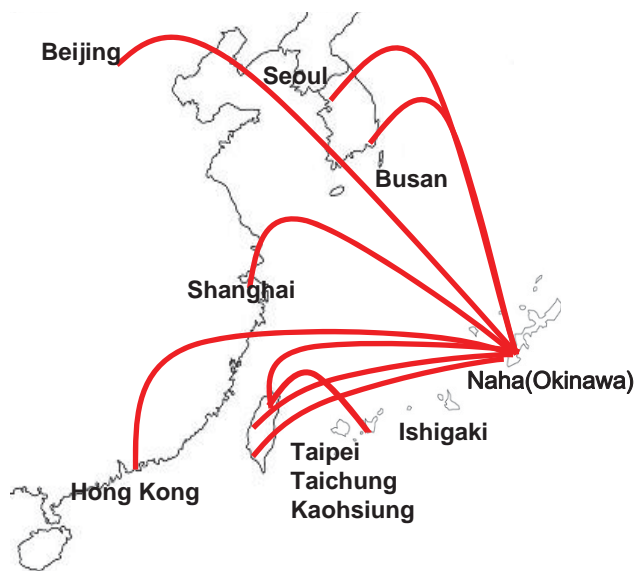 Beijing
Seoul
Busan
Shanghai
Naha(Okinawa)
Ishigaki
Taipei
Taichung
Kaohsiung
Hong Kong